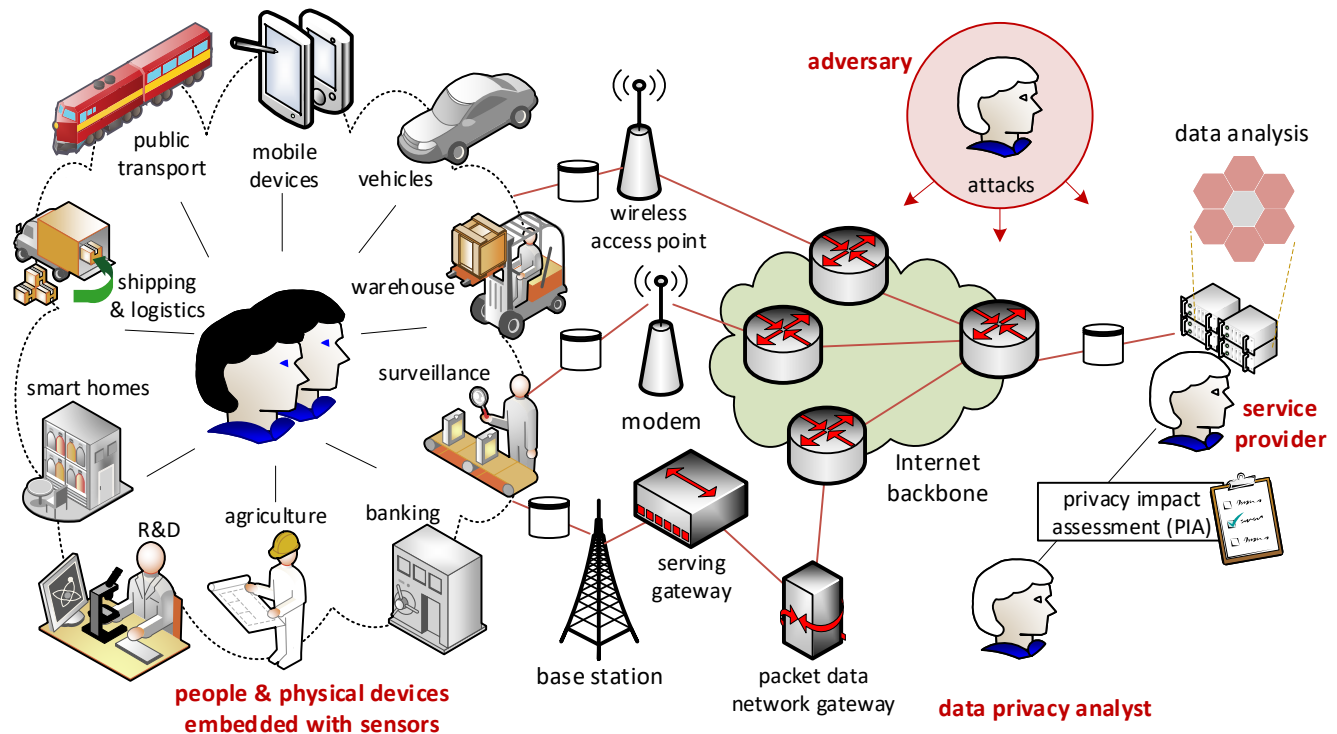 public
transport
mobile
devices
vehicles
shipping
& logistics
warehouse
smart homes
surveillance
R&D
agriculture
banking
people & physical devices
embedded with sensors
wireless
access point
modem
base station
serving
gateway
packet data
network gateway
Internet
backbone
adversary
attacks
data analysis
service
provider
privacy impact
assessment (PIA)
data privacy analyst